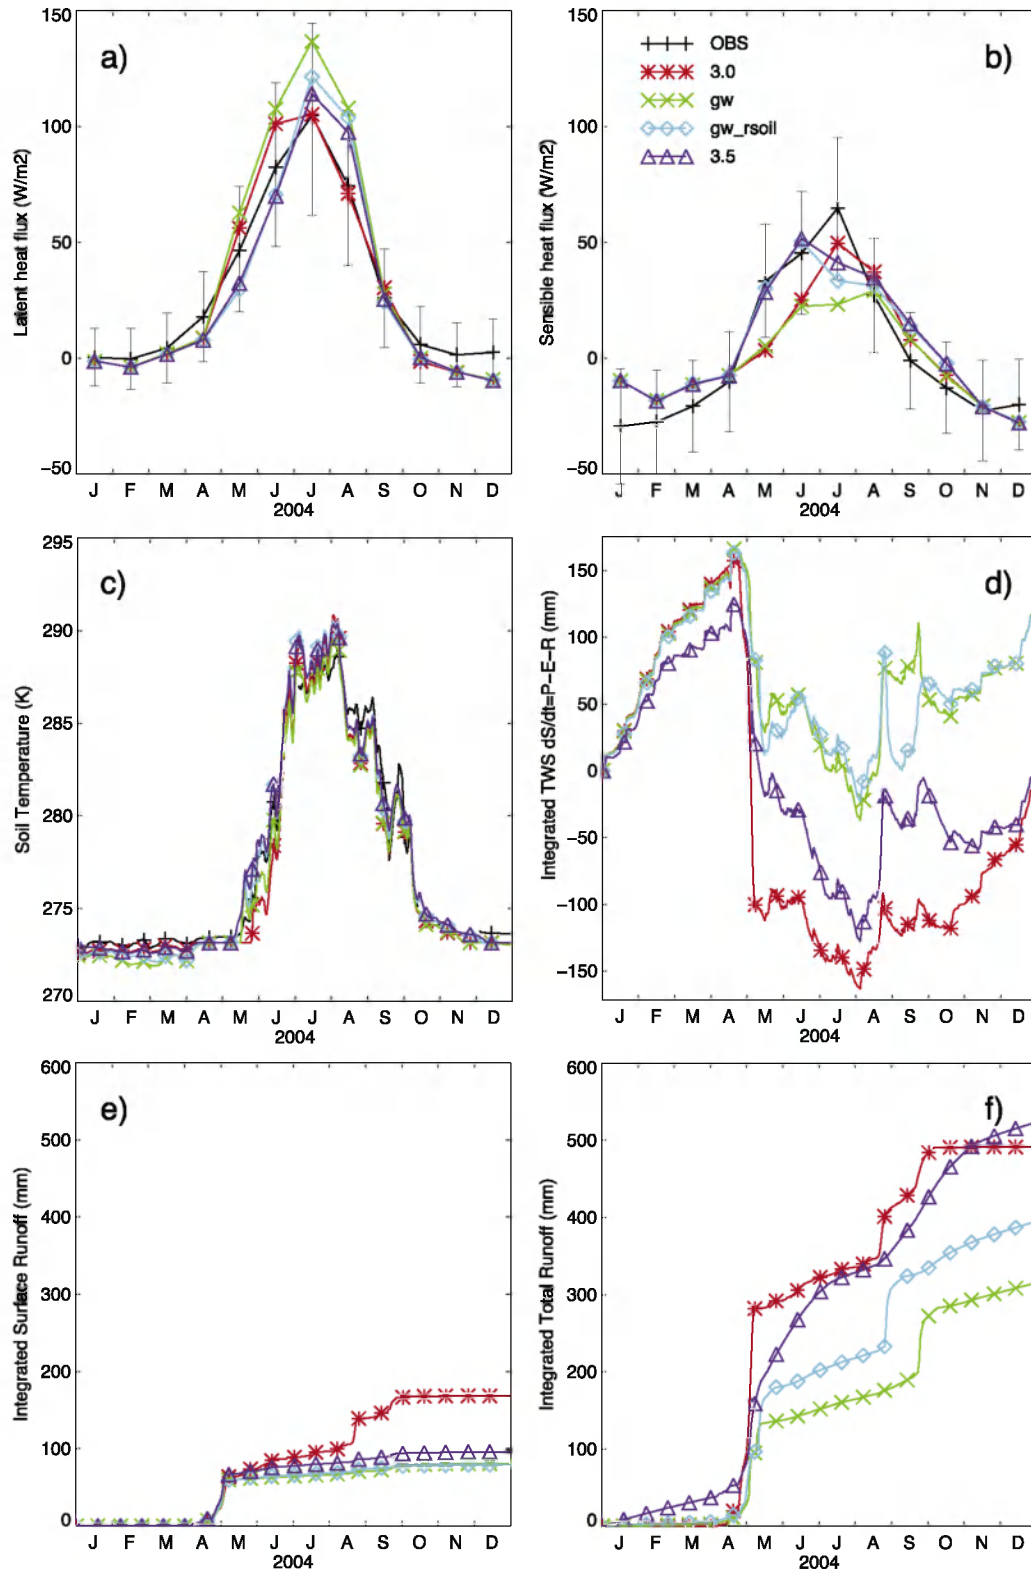 a)
Latent heat flux (W/m2)
150
100
50
0
−50
J F M A M J J A S O N D
2004
b)
OBS
3.0
gw
gw_rsoil
3.5
Sensible heat flux (W/m2)
150
100
50
0
−50
J F M A M J J A S O N D
2004
c)
Soil Temperature (K)
295
290
285
280
275
270
J F M A M J J A S O N D
2004
d)
Integrated TWS dS/dt=P−E−R (mm)
150
100
50
0
−50
−100
−150
J F M A M J J A S O N D
2004
e)
Integrated Surface Runoff (mm)
600
500
400
300
200
100
0
J F M A M J J A S O N D
2004
f)
Integrated Total Runoff (mm)
600
500
400
300
200
100
0
J F M A M J J A S O N D
2004